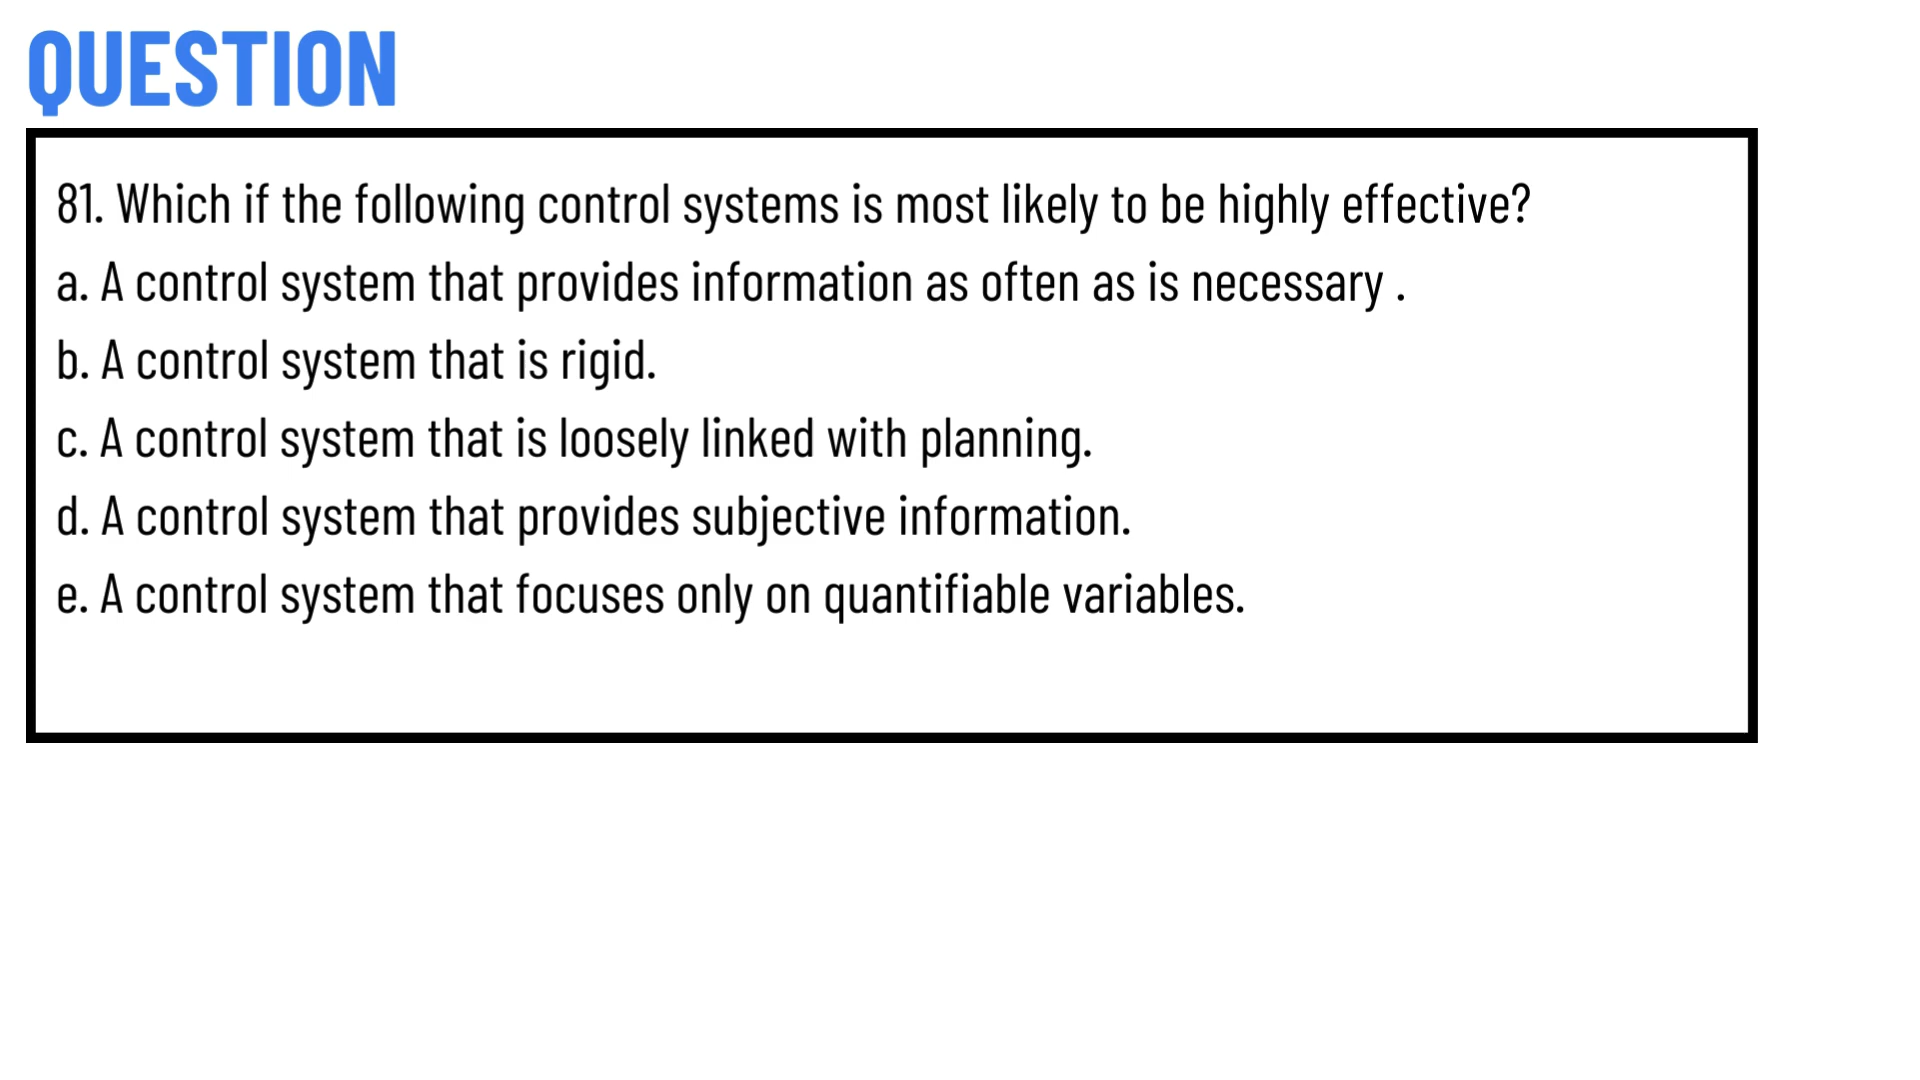 QUESTION
81. Which if the following control systems is most likely to be highly effective?
a. A control system that provides information as often as is necessary .
b. A control system that is rigid.
c. A control system that is loosely linked with planning.
d. A control system that provides subjective information.
e. A control system that focuses only on quantifiable variables.